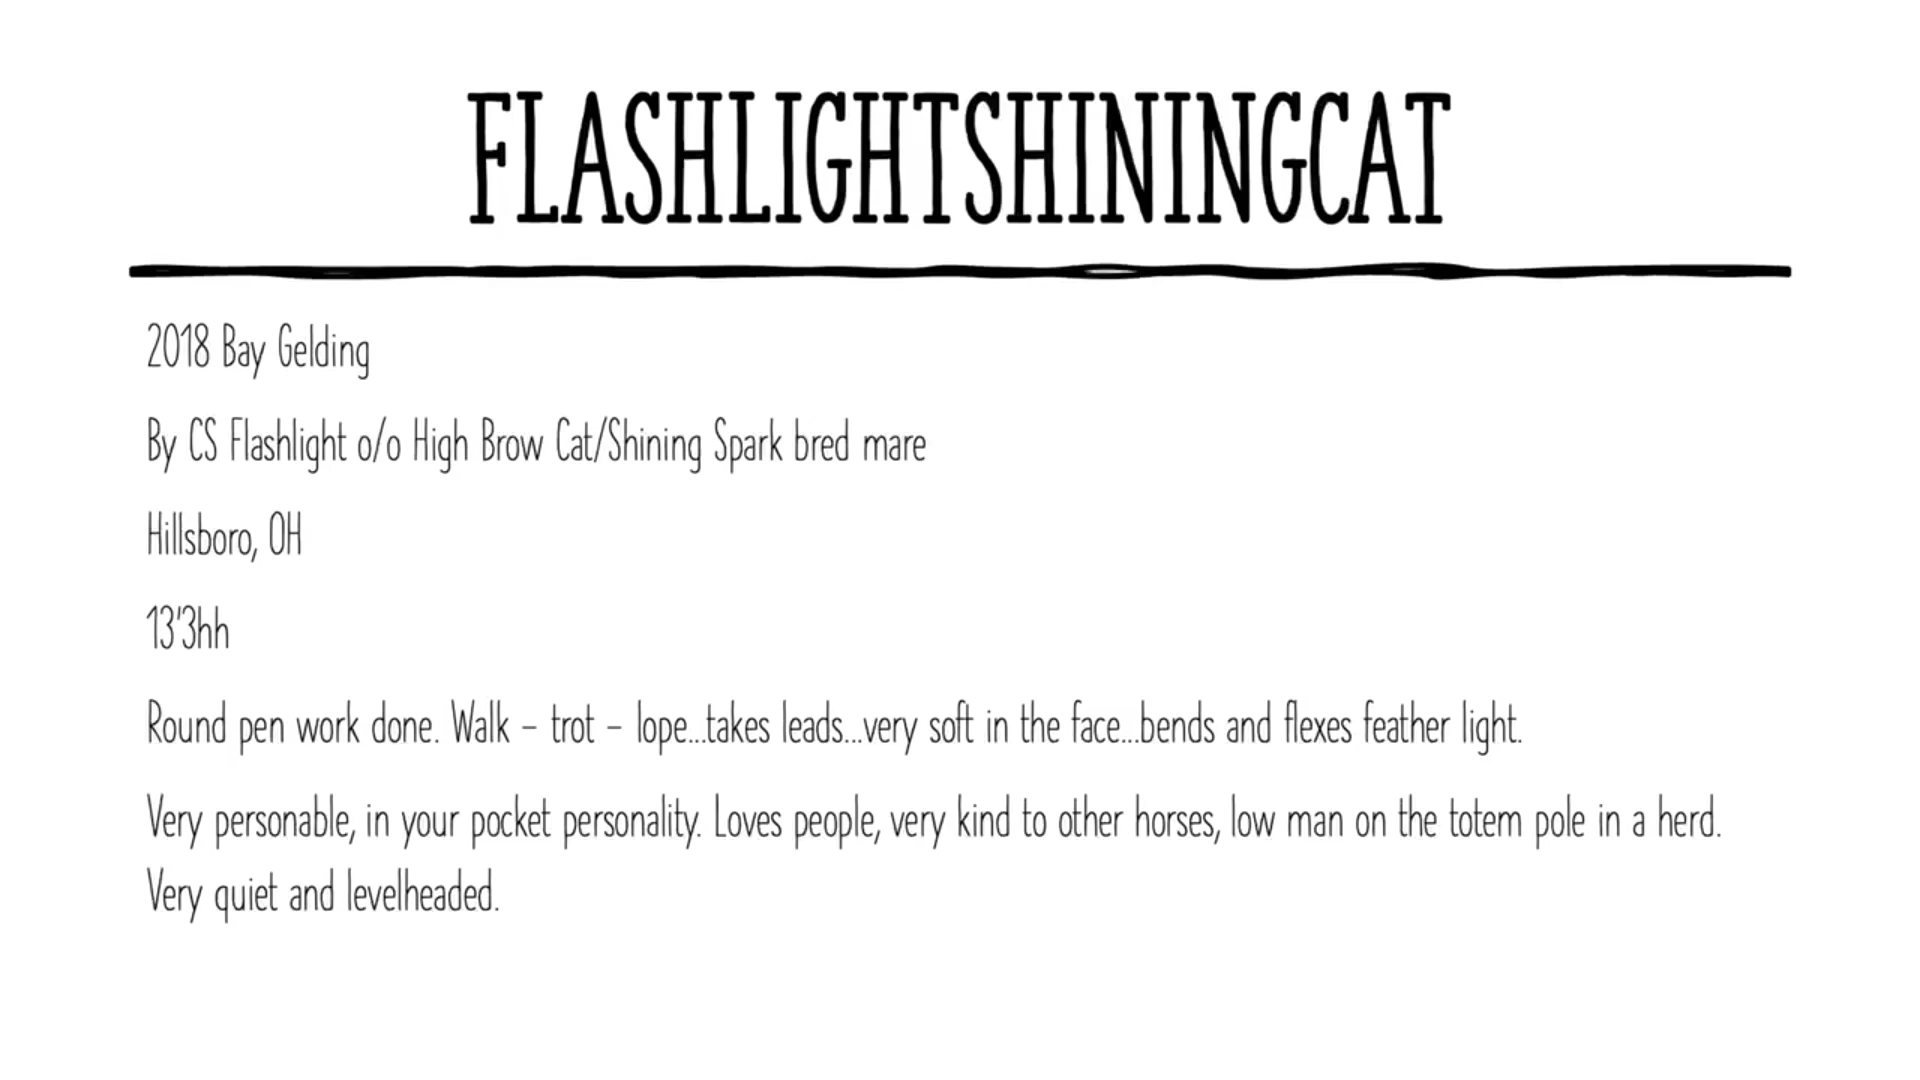 FLASHLIGHTSHININGCAT
2018 Bay Gelding
By CS Flashlight o/o High Brow Cat/Shining Spark bred mare
Hillsboro, OH
13'3hh
Round pen work done. Walk – trot – lope...takes leads...very soft in the face...bends and flexes feather light.
Very personable, in your pocket personality. Loves people, very kind to other horses, low man on the totem pole in a herd.
Very quiet and levelheaded.